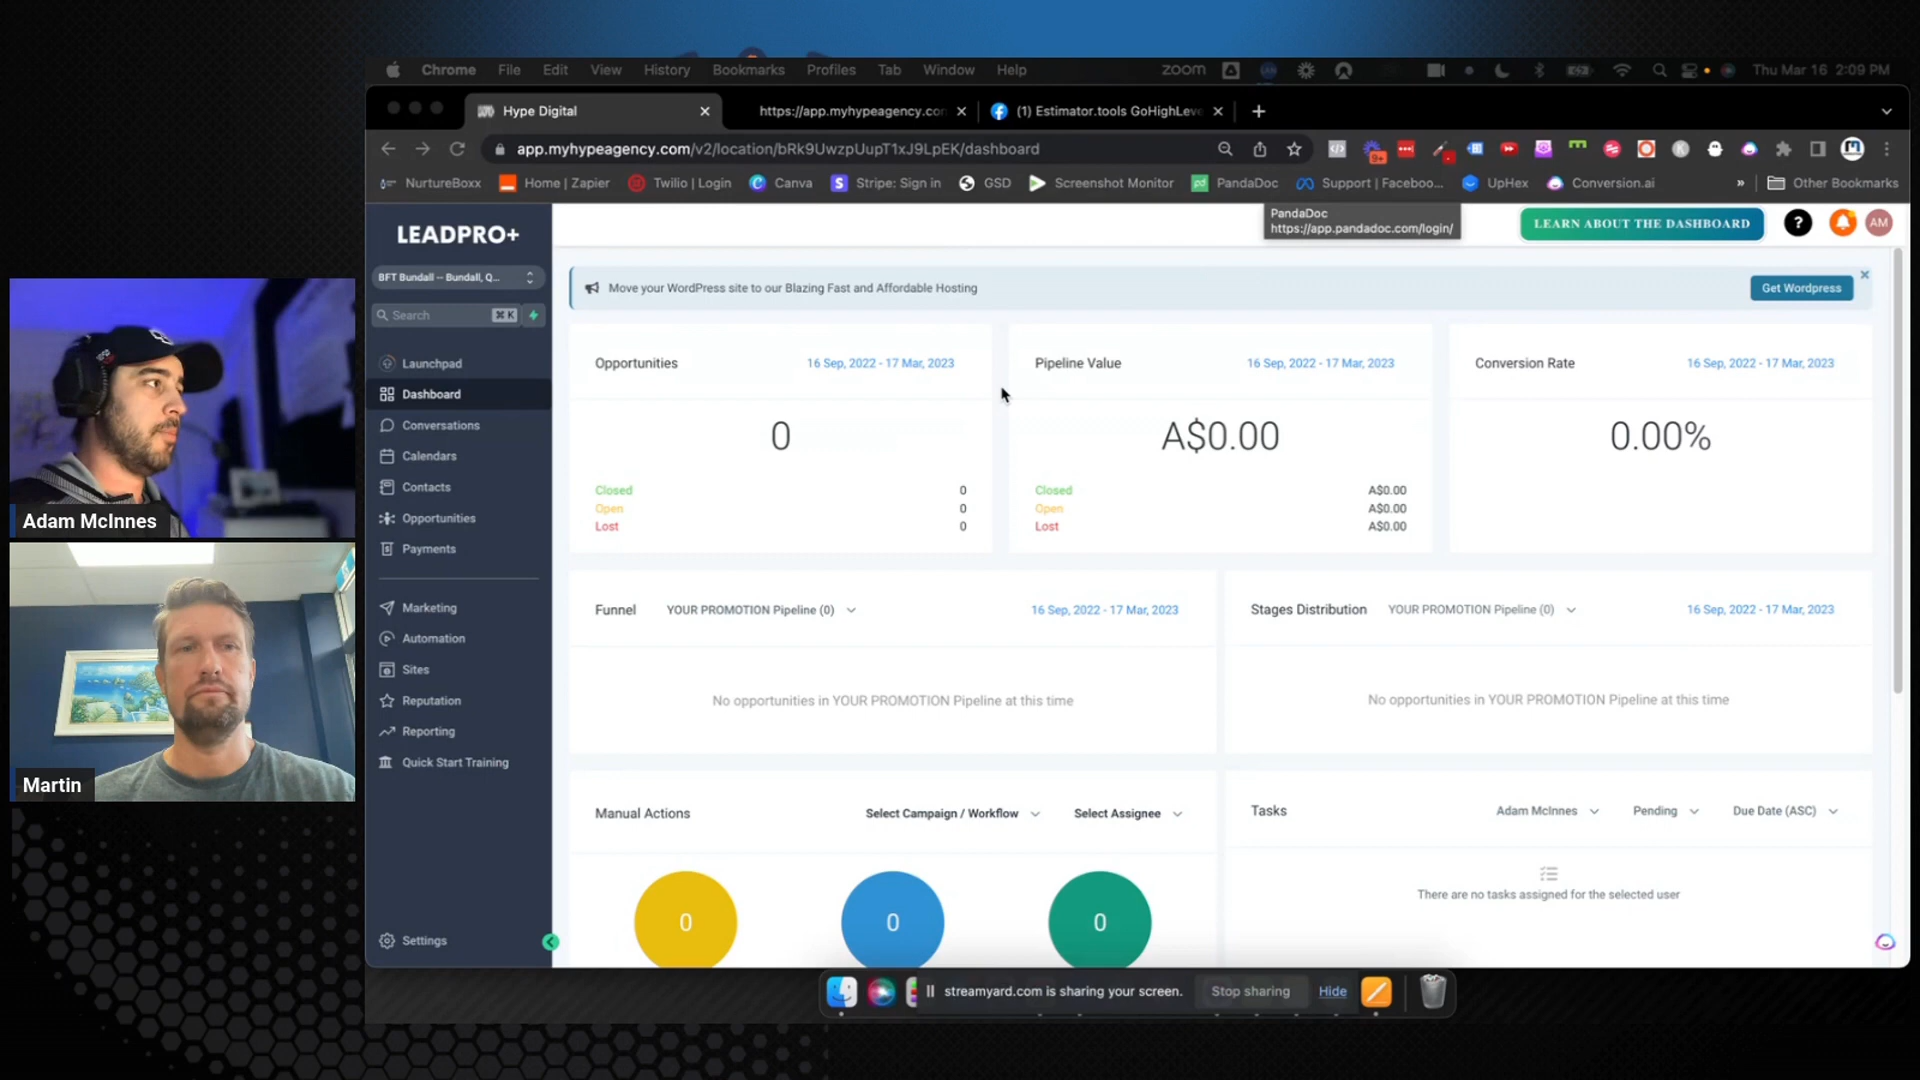 Chrome File Edit View History Bookmarks Profiles Tab Window Help
zoom
Thu Mar 16 2:09 PM
Hype Digital
https://app.myhypeagency.con
(1) Estimator.tools GoHighLeve
app.myhypeagency.com/v2/location/bRk9UwzpUupT1xJ9LpEK/dashboard
9+
NurtureBoxx
Home | Zapier
Twilio | Login
Canva
Stripe: Sign in
GSD
Screenshot Monitor
PandaDoc
Support | Faceboo...
UpHex
Conversion.ai
»
Other Bookmarks
PandaDoc
https://app.pandadoc.com/login/
LEARN ABOUT THE DASHBOARD
?
AM
LEADPRO+
BFT Bundall -- Bundall, Q...
Search
⌘ K
Launchpad
Dashboard
Conversations
Calendars
Contacts
Opportunities
Payments
Marketing
Automation
Sites
Reputation
Reporting
Quick Start Training
Settings
Move your WordPress site to our Blazing Fast and Affordable Hosting
Get Wordpress
Opportunities
16 Sep, 2022 - 17 Mar, 2023
0
Closed 0
Open 0
Lost 0
Pipeline Value
16 Sep, 2022 - 17 Mar, 2023
A$0.00
Closed A$0.00
Open A$0.00
Lost A$0.00
Conversion Rate
16 Sep, 2022 - 17 Mar, 2023
0.00%
Funnel
YOUR PROMOTION Pipeline (0)
16 Sep, 2022 - 17 Mar, 2023
No opportunities in YOUR PROMOTION Pipeline at this time
Stages Distribution
YOUR PROMOTION Pipeline (0)
16 Sep, 2022 - 17 Mar, 2023
No opportunities in YOUR PROMOTION Pipeline at this time
Manual Actions
Select Campaign / Workflow
Select Assignee
0
0
0
Tasks
Adam McInnes
Pending
Due Date (ASC)
There are no tasks assigned for the selected user
Adam McInnes
Martin
streamyard.com is sharing your screen.
Stop sharing
Hide